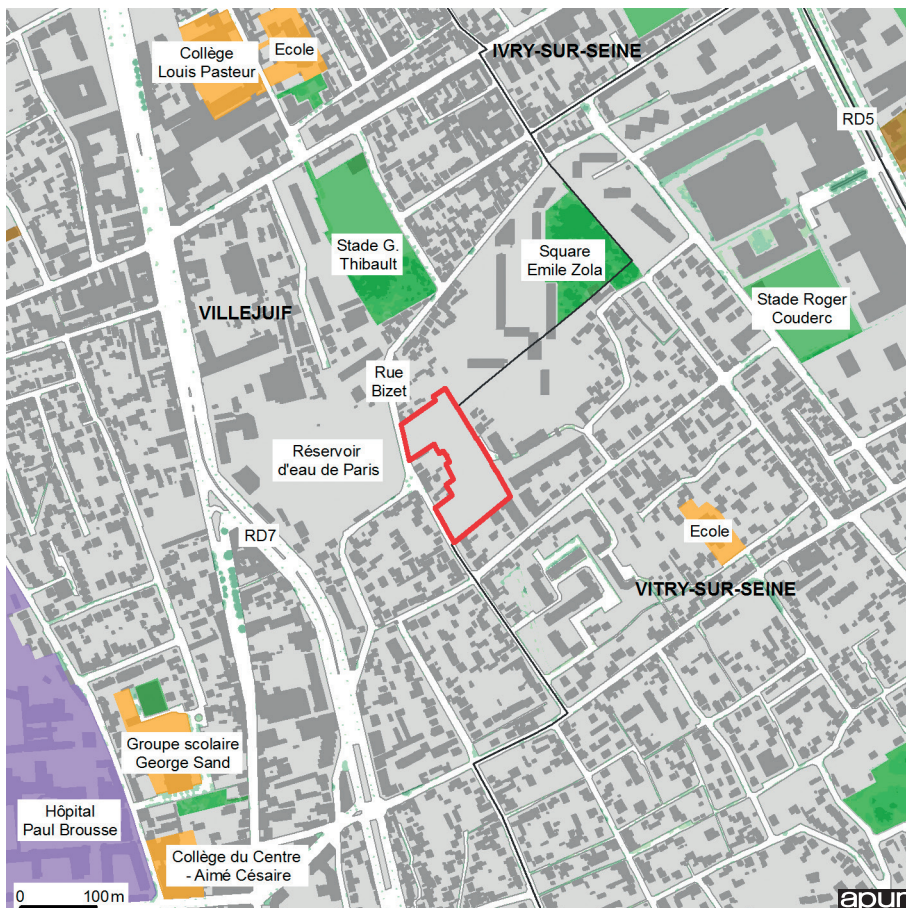 Collège
Louis Pasteur
Ecole
IVRY-SUR-SEINE
RD5
Stade G.
Thibault
Square
Emile Zola
VILLEJUIF
Stade Roger
Couderc
Rue
Bizet
Réservoir
d'eau de Paris
RD7
Ecole
VITRY-SUR-SEINE
Groupe scolaire
George Sand
Hôpital
Paul Brousse
Collège du Centre
- Aimé Césaire
0 100 m
apur